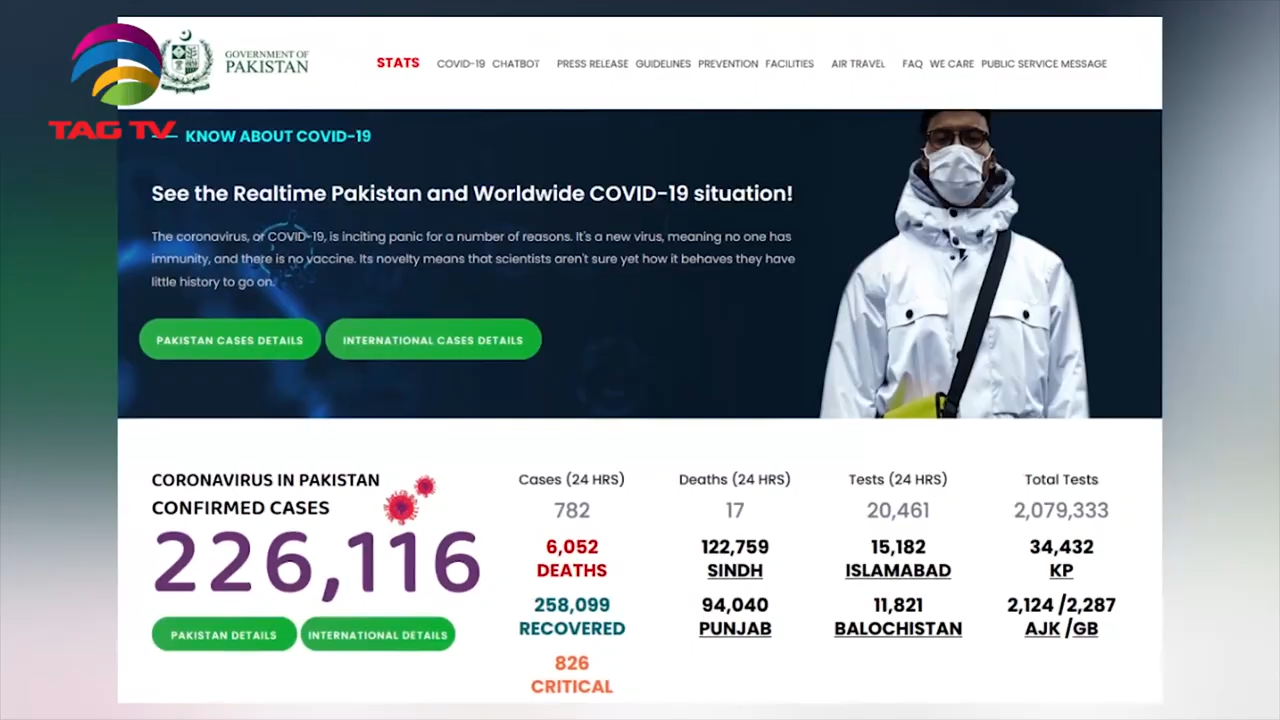 TAG TV
GOVERNMENT OF
PAKISTAN
STATS COVID-19 CHATBOT PRESS RELEASE GUIDELINES PREVENTION FACILITIES AIR TRAVEL FAQ WE CARE PUBLIC SERVICE MESSAGE
KNOW ABOUT COVID-19
See the Realtime Pakistan and Worldwide COVID-19 situation!
The coronavirus, or COVID-19, is inciting panic for a number of reasons. It's a new virus, meaning no one has
immunity, and there is no vaccine. Its novelty means that scientists aren't sure yet how it behaves they have
little history to go on.
PAKISTAN CASES DETAILS INTERNATIONAL CASES DETAILS
CORONAVIRUS IN PAKISTAN
CONFIRMED CASES
226,116
PAKISTAN DETAILS INTERNATIONAL DETAILS
Cases (24 HRS) Deaths (24 HRS) Tests (24 HRS) Total Tests
782 17 20,461 2,079,333
6,052 122,759 15,182 34,432
DEATHS SINDH ISLAMABAD KP
258,099 94,040 11,821 2,124 /2,287
RECOVERED PUNJAB BALOCHISTAN AJK /GB
826
CRITICAL